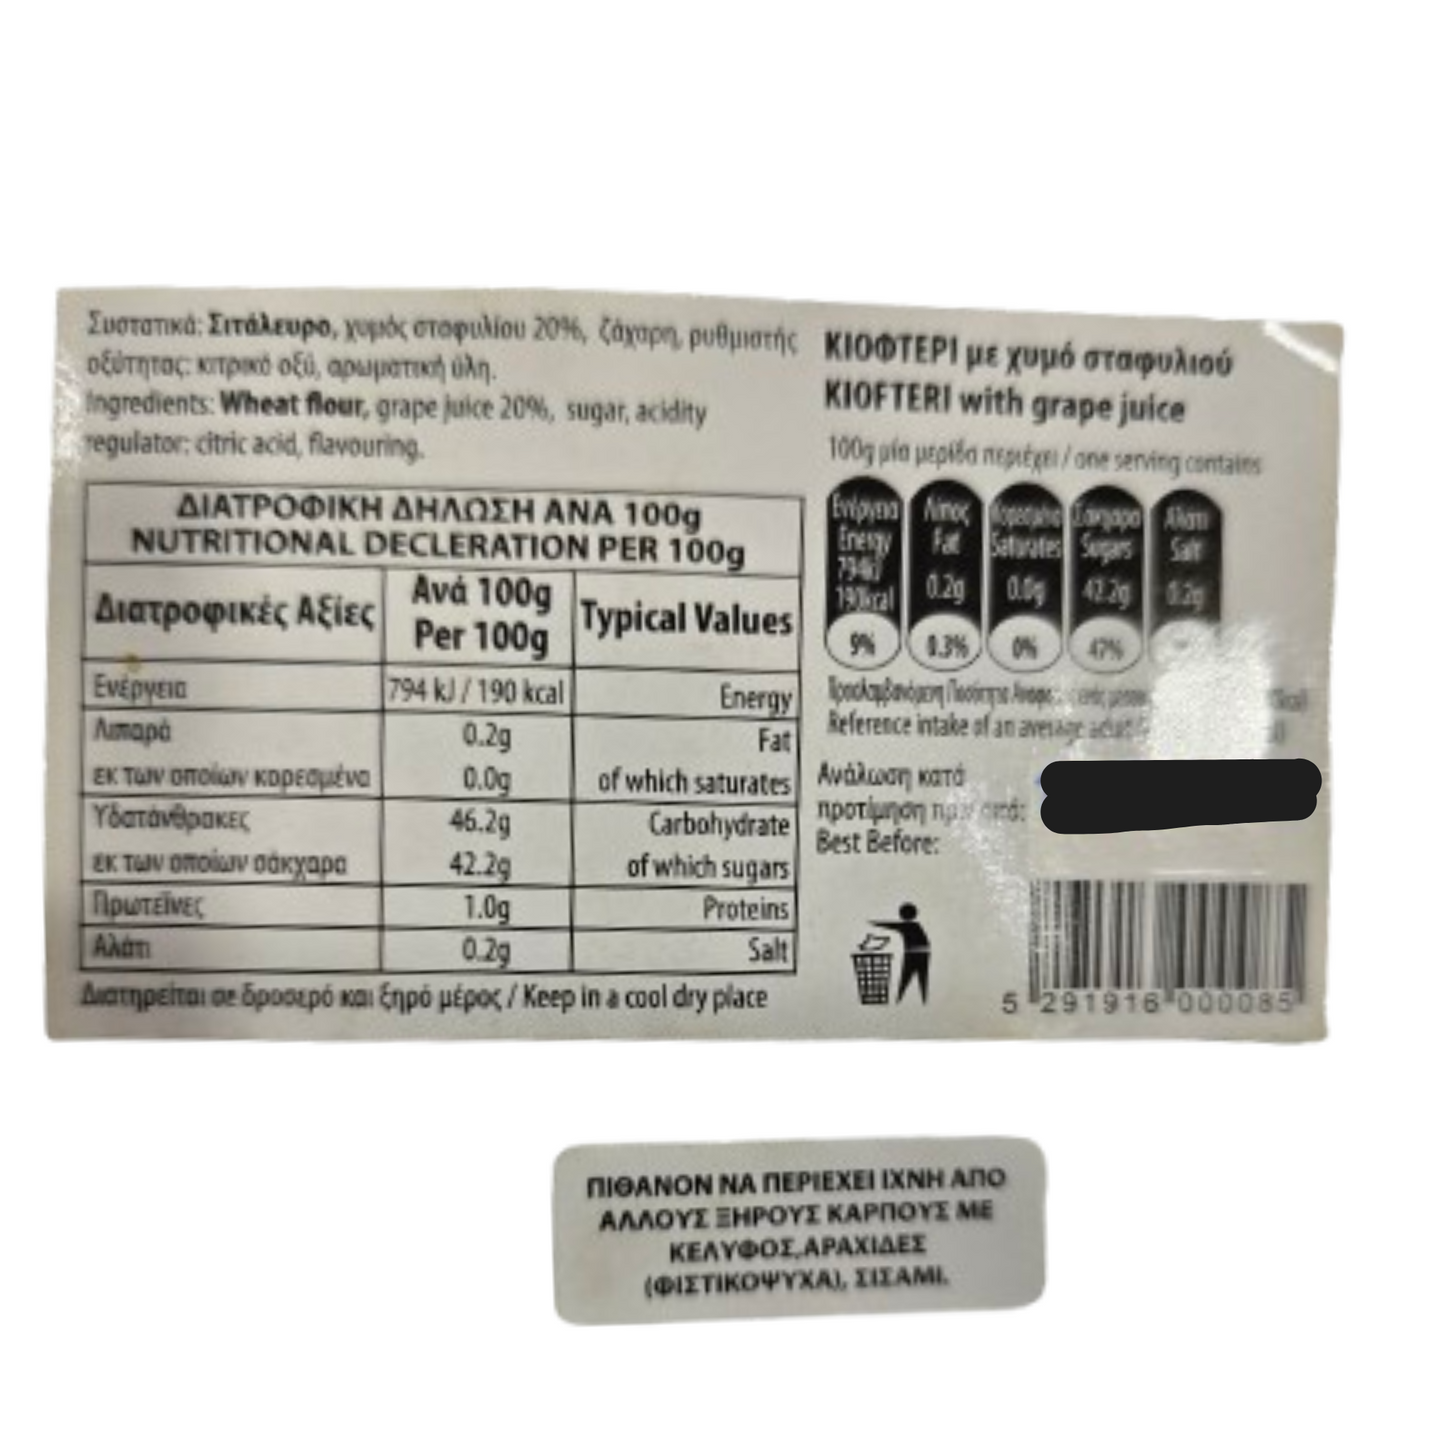 Συστατικά: Σιτάλευρο, χυμός σταφυλίου 20%, ζάχαρη, ρυθμιστής
οξύτητας: κιτρικό οξύ, αρωματική ύλη.
Ingredients: Wheat flour, grape juice 20%, sugar, acidity
regulator: citric acid, flavouring.
ΔΙΑΤΡΟΦΙΚΗ ΔΗΛΩΣΗ ΑΝΑ 100g
NUTRITIONAL DECLERATION PER 100g
Διατροφικές Αξίες Ανά 100g Per 100g Typical Values
Ενέργεια 794 kJ / 190 kcal Energy
Λιπαρά 0.2g Fat
εκ των οποίων κορεσμένα 0.0g of which saturates
Υδατάνθρακες 46.2g Carbohydrate
εκ των οποίων σάκχαρα 42.2g of which sugars
Πρωτεΐνες 1.0g Proteins
Αλάτι 0.2g Salt
Διατηρείται σε δροσερό και ξηρό μέρος / Keep in a cool dry place
ΚΙΟΦΤΕΡΙ με χυμό σταφυλιού
KIOFTERI with grape juice
100g μία μερίδα περιέχει / one serving contains
Ενέργεια Λίπος Κορεσμένα Σάκχαρα Αλάτι
Energy Fat Saturates Sugars Salt
794kJ/
190kcal 0.2g 0.0g 42.2g 0.2g
9% 0.3% 0% 47%
Προσλαμβανόμενη Ποσότητα
Reference intake of an average adult
Ανάλωση κατά
προτίμηση πριν από:
Best Before:
5 291916 000085
ΠΙΘΑΝΟΝ ΝΑ ΠΕΡΙΕΧΕΙ ΙΧΝΗ ΑΠΟ
ΑΛΛΟΥΣ ΞΗΡΟΥΣ ΚΑΡΠΟΥΣ ΜΕ
ΚΕΛΥΦΟΣ,ΑΡΑΧΙΔΕΣ
(ΦΙΣΤΙΚΟΨΥΧΑ), ΣΙΣΑΜΙ.